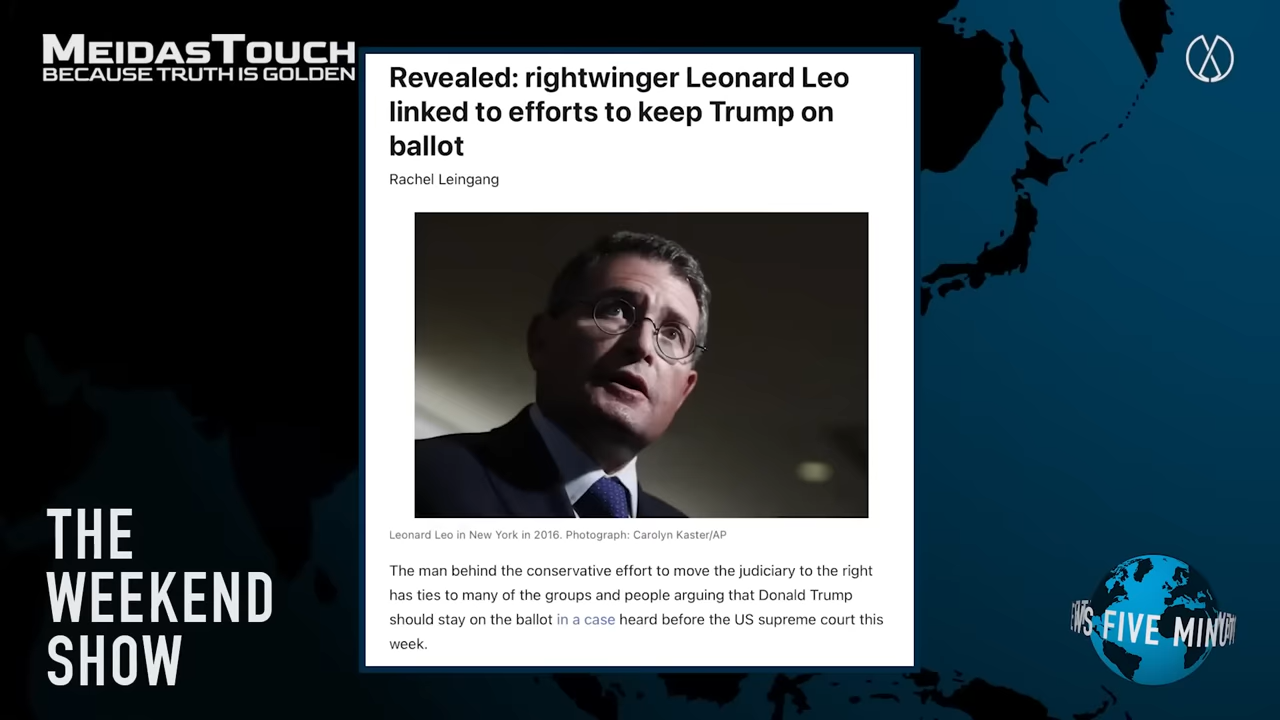 MEIDASTOUCH
BECAUSE TRUTH IS GOLDEN
Revealed: rightwinger Leonard Leo
linked to efforts to keep Trump on
ballot
Rachel Leingang
Leonard Leo in New York in 2016. Photograph: Carolyn Kaster/AP
The man behind the conservative effort to move the judiciary to the right
has ties to many of the groups and people arguing that Donald Trump
should stay on the ballot in a case heard before the US supreme court this
week.
THE
WEEKEND
SHOW
FIVE